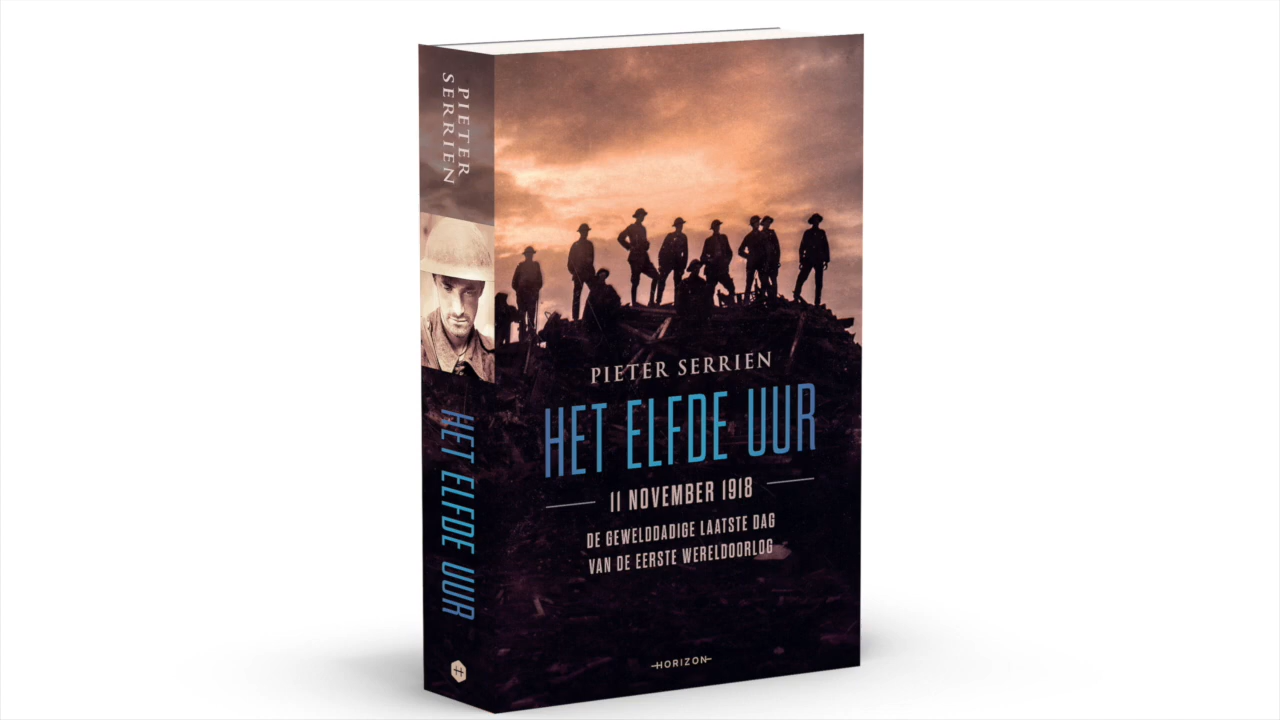 PIETER
SERRIEN
HET ELFDE UUR
H
PIETER SERRIEN
HET ELFDE UUR
11 NOVEMBER 1918
DE GEWELDDADIGE LAATSTE DAG
VAN DE EERSTE WERELDOORLOG
HORIZON